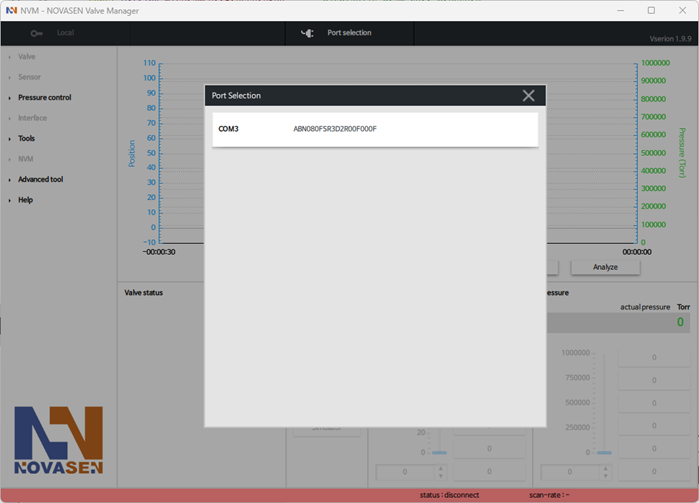 NVM - NOVASEN Valve Manager
Local
Port selection
Vserion 1.9.9
Valve
Sensor
Pressure control
Interface
Tools
NVM
Advanced tool
Help
Position
110
100
90
80
70
60
50
40
30
20
10
0
-10
-00:00:30
Port Selection
COM3 ABN080FSR3D2R00F000F
1000000
900000
800000
700000
600000
500000
400000
300000
200000
100000
0
00:00:00
Pressure (Torr)
Analyze
Valve status
essure
actual pressure Torr
0
1000000
750000
500000
250000
0
0
0
0
0
0
0
0
20
0
0
0
0
NOVASEN
status : disconnect
scan-rate : -